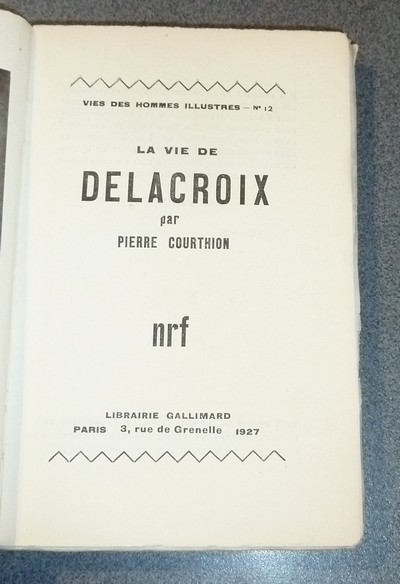 VIES DES HOMMES ILLUSTRES — Nº 12
LA VIE DE
DELACROIX
par
PIERRE COURTHION
nrf
LIBRAIRIE GALLIMARD
PARIS 3, rue de Grenelle 1927